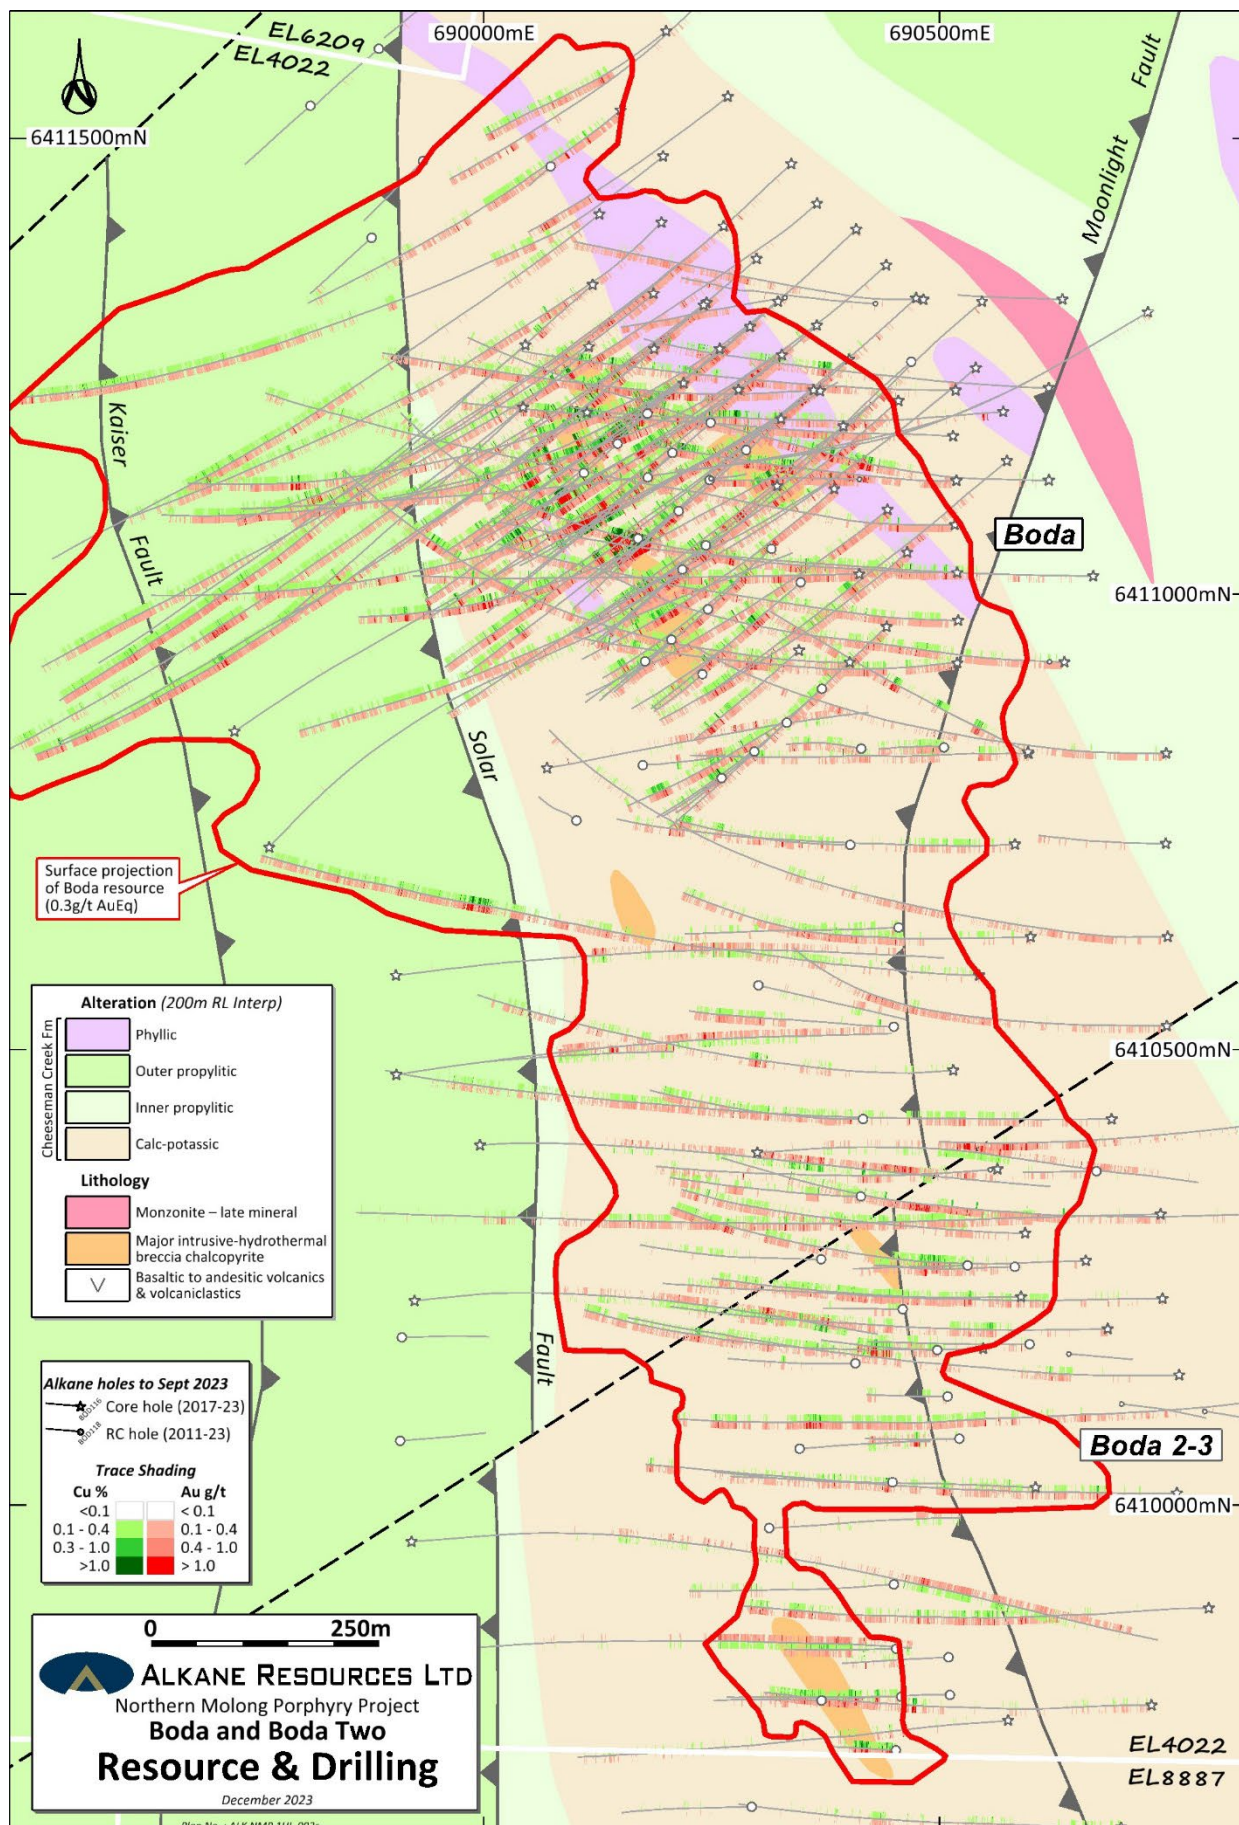 690000mE
690500mE
EL6209
EL4022
6411500mN
Moonlight Fault
Kaiser
Fault
Boda
6411000mN
Solar
Surface projection
of Boda resource
(0.3g/t AuEq)
Alteration (200m RL Interp)
Cheeseman Creek Fm
Phyllic
Outer propylitic
Inner propylitic
Calc-potassic
Lithology
Monzonite – late mineral
Major intrusive-hydrothermal
breccia chalcopyrite
Basaltic to andesitic volcanics
& volcaniclastics
6410500mN
Fault
Alkane holes to Sept 2023
BOD116
Core hole (2017-23)
BOD118
RC hole (2011-23)
Trace Shading
Cu % Au g/t
<0.1 < 0.1
0.1 - 0.4 0.1 - 0.4
0.3 - 1.0 0.4 - 1.0
>1.0 > 1.0
Boda 2-3
6410000mN
0 250m
ALKANE RESOURCES LTD
Northern Molong Porphyry Project
Boda and Boda Two
Resource & Drilling
December 2023
EL4022
EL8887